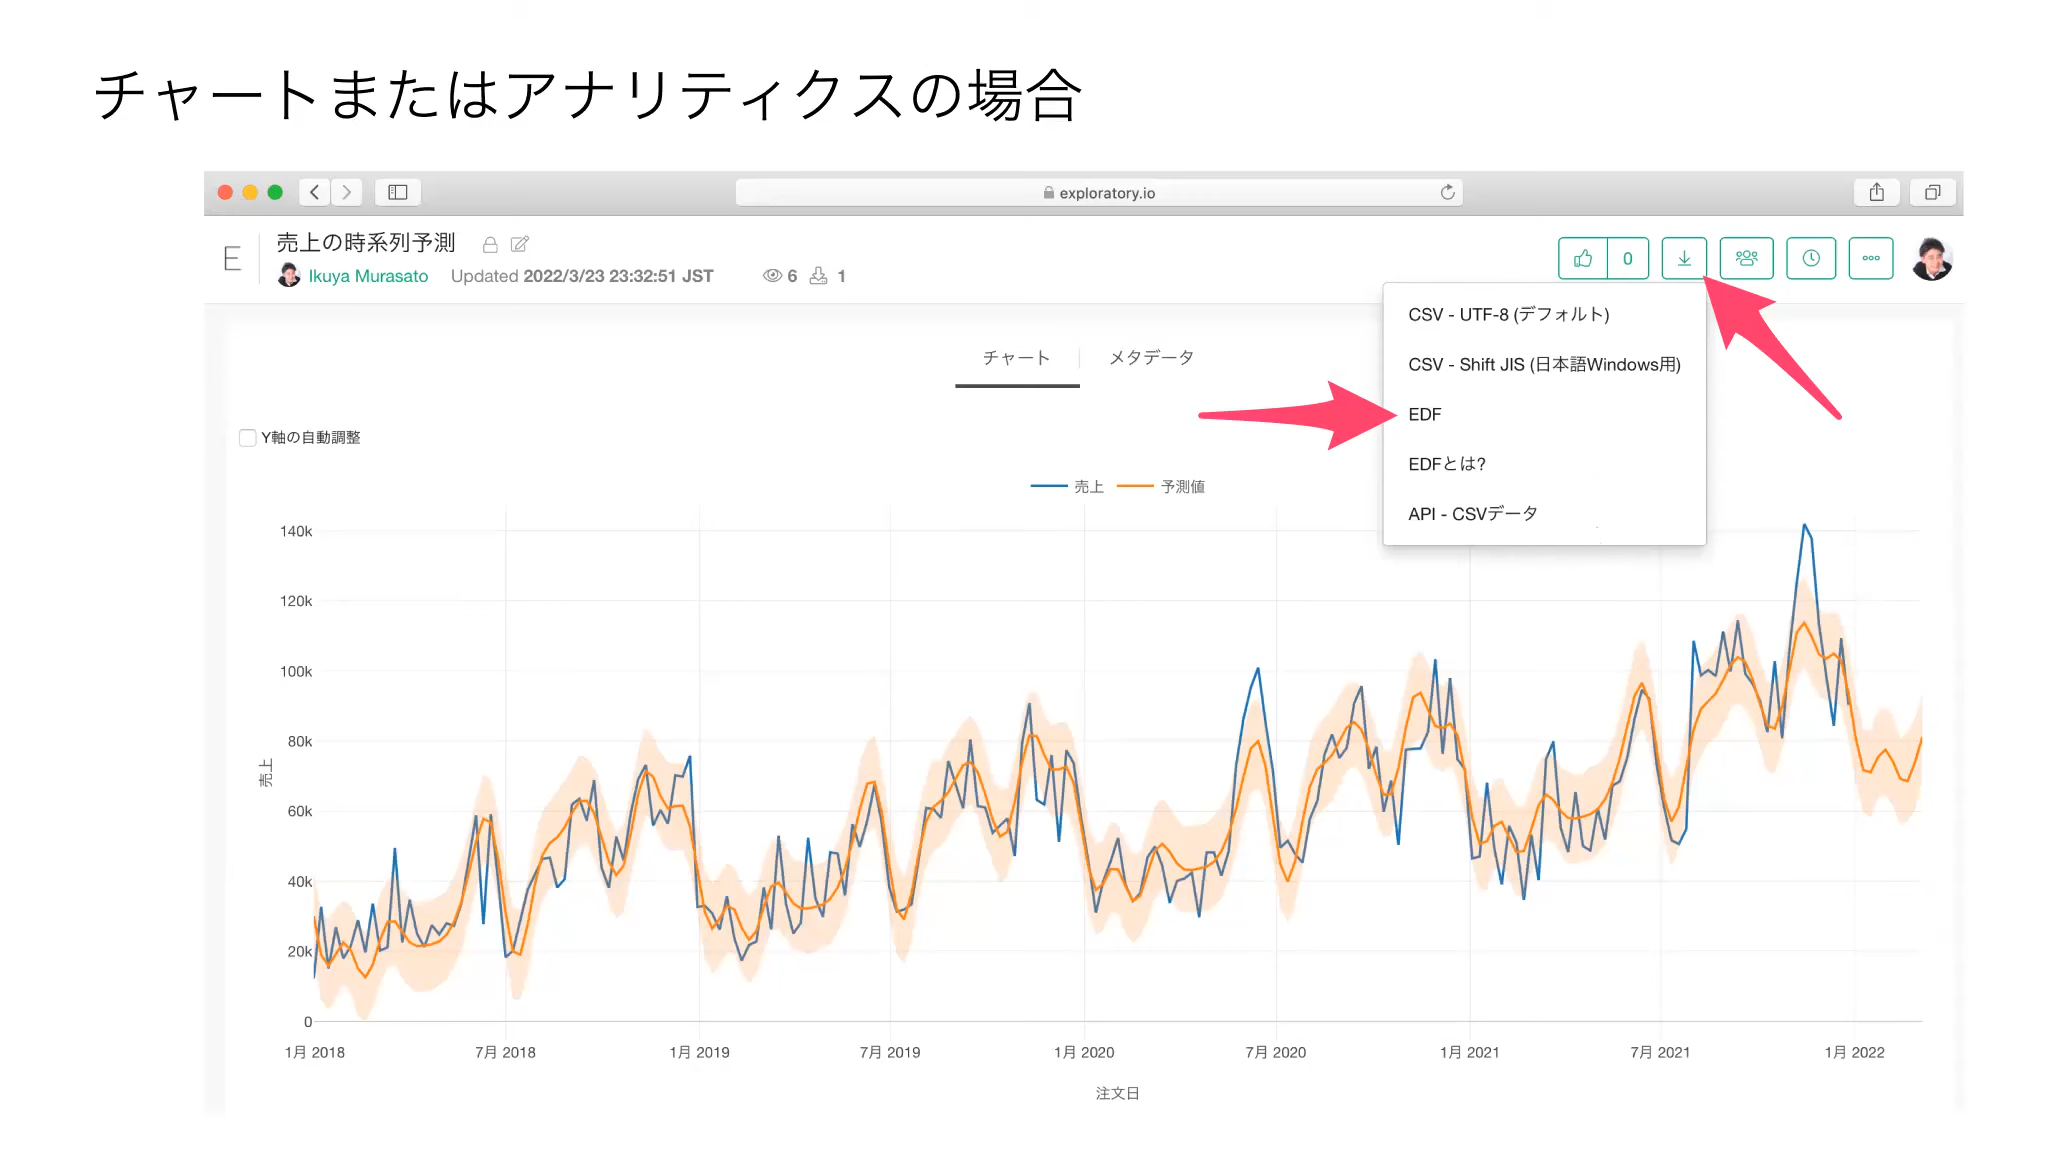 チャートまたはアナリティクスの場合
exploratory.io
E
売上の時系列予測
Ikuya Murasato Updated 2022/3/23 23:32:51 JST 6 1
0
CSV - UTF-8 (デフォルト)
CSV - Shift JIS (日本語Windows用)
EDF
EDFとは?
API - CSVデータ
チャート メタデータ
Y軸の自動調整
売上 予測値
140k
120k
100k
80k
60k
40k
20k
0
売上
1月 2018 7月 2018 1月 2019 7月 2019 1月 2020 7月 2020 1月 2021 7月 2021 1月 2022
注文日